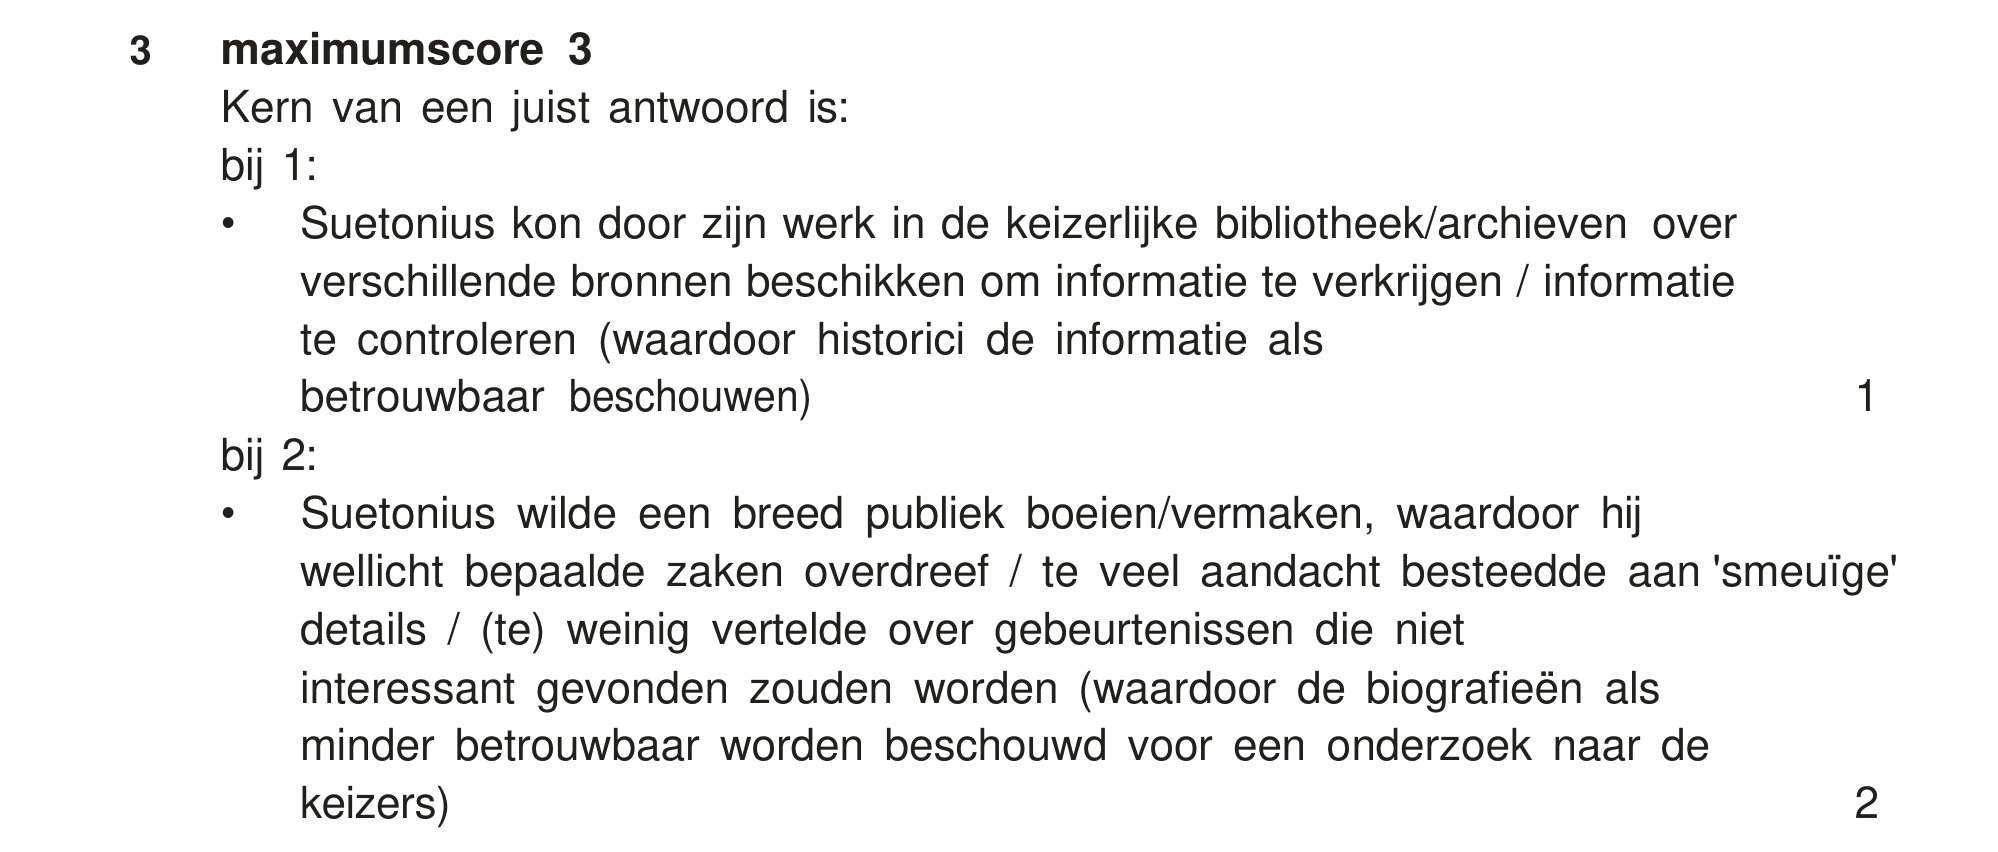 3 maximumscore 3
Kern van een juist antwoord is:
bij 1:
• Suetonius kon door zijn werk in de keizerlijke bibliotheek/archieven over
verschillende bronnen beschikken om informatie te verkrijgen / informatie
te controleren (waardoor historici de informatie als
betrouwbaar beschouwen) 1
bij 2:
• Suetonius wilde een breed publiek boeien/vermaken, waardoor hij
wellicht bepaalde zaken overdreef / te veel aandacht besteedde aan 'smeuïge'
details / (te) weinig vertelde over gebeurtenissen die niet
interessant gevonden zouden worden (waardoor de biografieën als
minder betrouwbaar worden beschouwd voor een onderzoek naar de
keizers) 2